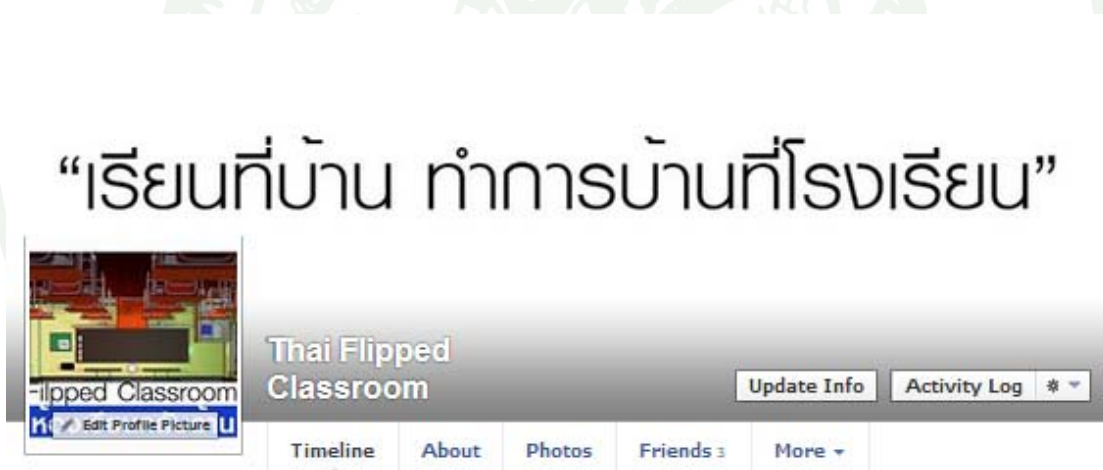 “เรียนที่บ้าน ทำการบ้านที่โรงเรียน”
Thai Flipped
Classroom
Update Info
Activity Log
Flipped Classroom
Edit Profile Picture
Timeline About Photos Friends 3 More